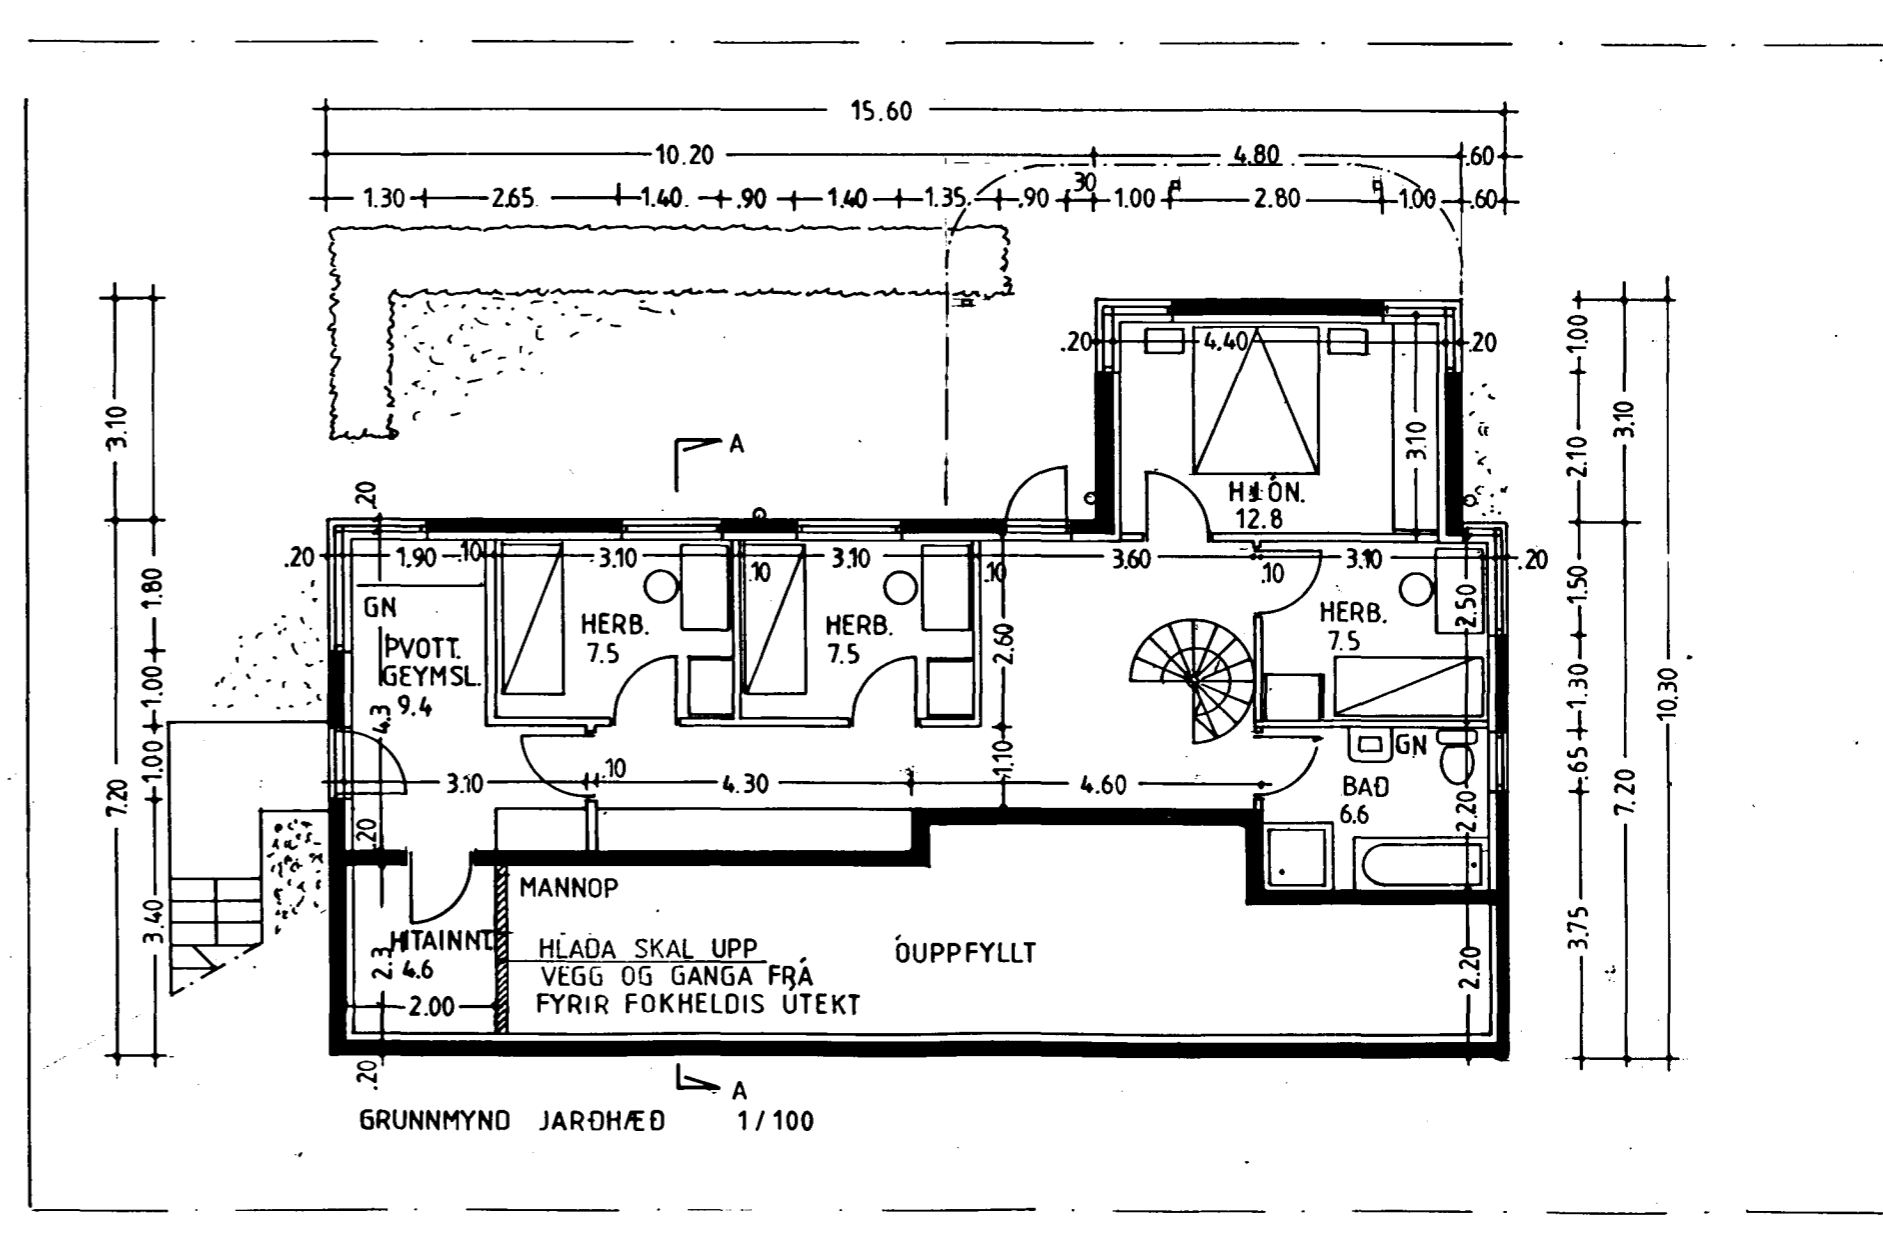 15.60
10.20 4.80 .60
1.30 2.65 1.40 .90 1.40 1.35 .90 .30 1.00 2.80 1.00 .60
3.10
7.20
1.80
1.00
1.00
3.40
1.00
2.10
1.50
1.30
.65
3.75
3.10
7.20
10.30
A
.20 4.40 .20
3.10
HJÓN.
12.8
.20
.20 1.90 .10 3.10 .10 3.10 .10 3.60 .10 3.10 .20
GN
ÞVOTT.
GEYMSL.
9.4
4.3
HERB.
7.5
HERB.
7.5
2.60
HERB.
7.5
2.50
1.10
GN
BAÐ
6.6
2.20
3.10 .10 4.30 4.60
.20
MANNOP
HITAINNT.
4.6
2.3
2.00
HLAÐA SKAL UPP
VEGG OG GANGA FRÁ
FYRIR FOKHELDIS ÚTEKT
ÓUPPFYLLT
2.20
.20
A
GRUNNMYND JARÐHÆÐ 1/100